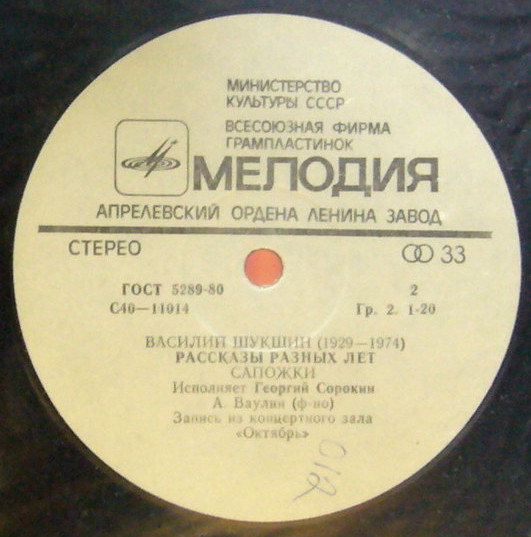 МИНИСТЕРСТВО
КУЛЬТУРЫ СССР
ВСЕСОЮЗНАЯ ФИРМА
ГРАМПЛАСТИНОК
МЕЛОДИЯ
АПРЕЛЕВСКИЙ ОРДЕНА ЛЕНИНА ЗАВОД
СТЕРЕО 33
ГОСТ 5289-80 2
С40—11014 Гр. 2. 1-20
ВАСИЛИЙ ШУКШИН (1929—1974)
РАССКАЗЫ РАЗНЫХ ЛЕТ
САПОЖКИ
Исполняет Георгий Сорокин
А. Ваулин (ф-но)
Запись из концертного зала
«Октябрь»
012